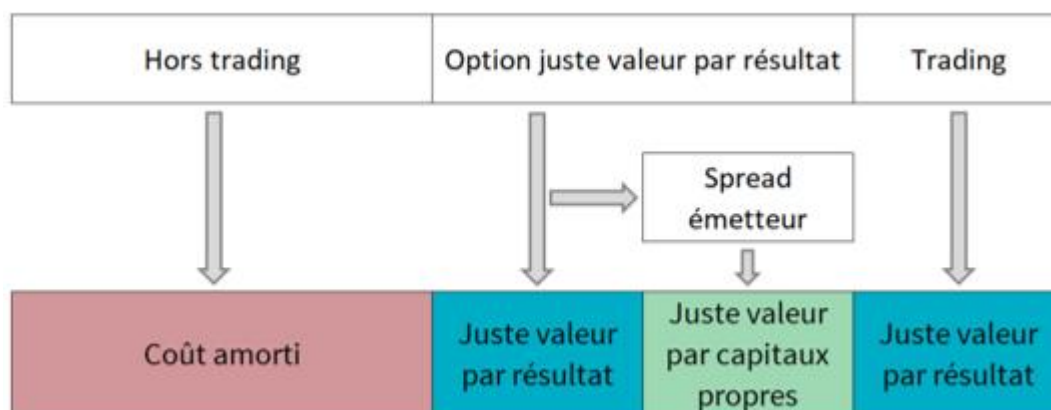 Hors trading
Option juste valeur par résultat
Trading
Spread
émetteur
Coût amorti
Juste valeur
par résultat
Juste valeur
par capitaux
propres
Juste valeur
par résultat